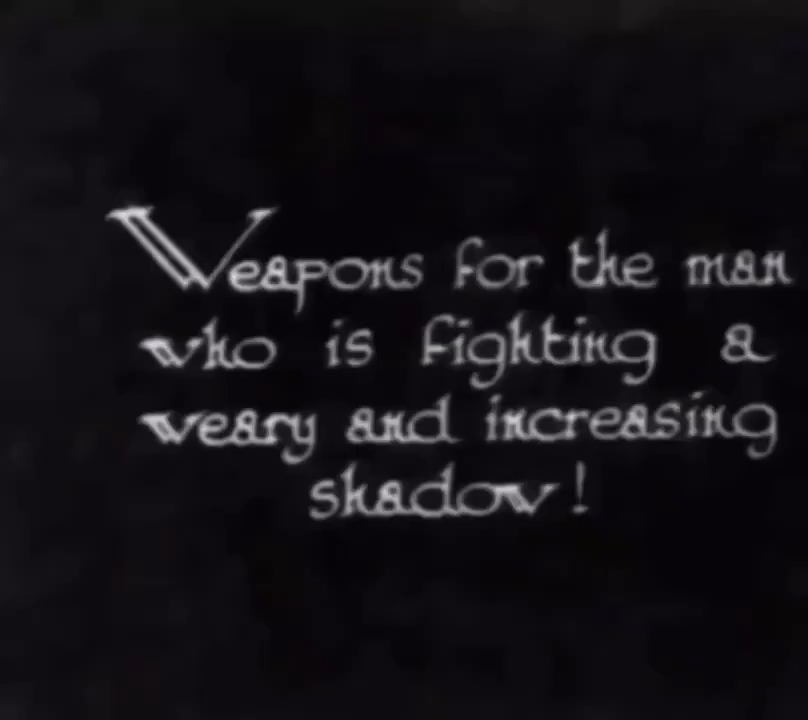 Weapons for the man
who is fighting a
weary and increasing
shadow!